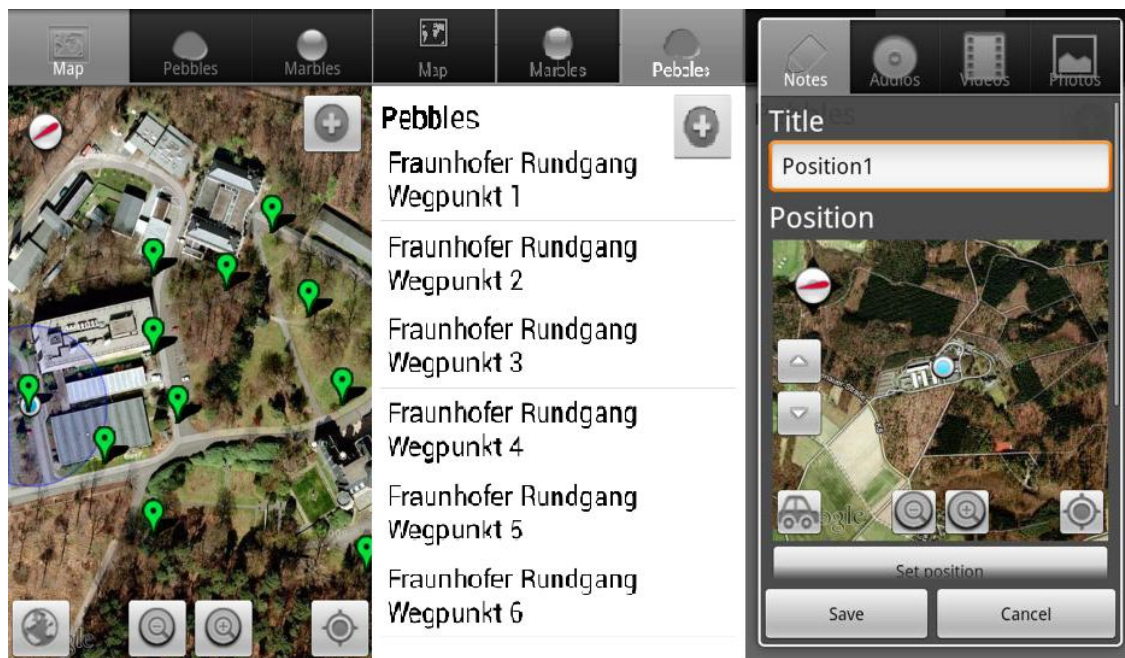 Map
Pebbles
Marbles
Map
Marbles
Pebbles
Pebbles
Fraunhofer Rundgang
Wegpunkt 1
Fraunhofer Rundgang
Wegpunkt 2
Fraunhofer Rundgang
Wegpunkt 3
Fraunhofer Rundgang
Wegpunkt 4
Fraunhofer Rundgang
Wegpunkt 5
Fraunhofer Rundgang
Wegpunkt 6
Notes
Audios
Videos
Photos
Title
Position1
Position
Set position
Save
Cancel